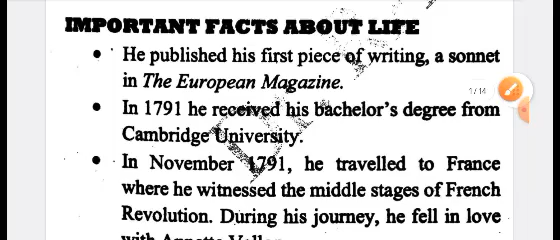 IMPORTANT FACTS ABOUT LIFE
• He published his first piece of writing, a sonnet
in The European Magazine.
1/14
• In 1791 he received his bachelor's degree from
Cambridge University.
• In November 1791, he travelled to France
where he witnessed the middle stages of French
Revolution. During his journey, he fell in love
with Annette Vallon